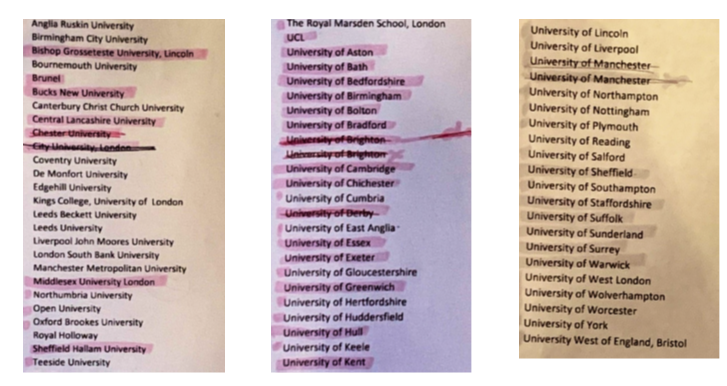 Anglia Ruskin University
Birmingham City University
Bishop Grosseteste University, Lincoln
Bournemouth University
Brunel
Bucks New University
Canterbury Christ Church University
Central Lancashire University
Chester University
City University, London
Coventry University
De Monfort University
Edgehill University
Kings College, University of London
Leeds Beckett University
Leeds University
Liverpool John Moores University
London South Bank University
Manchester Metropolitan University
Middlesex University London
Northumbria University
Open University
Oxford Brookes University
Royal Holloway
Sheffield Hallam University
Teeside University
The Royal Marsden School, London
UCL
University of Aston
University of Bath
University of Bedfordshire
University of Birmingham
University of Bolton
University of Bradford
University of Brighton
University of Brighton
University of Cambridge
University of Chichester
University of Cumbria
University of Derby
University of East Anglia
University of Essex
University of Exeter
University of Gloucestershire
University of Greenwich
University of Hertfordshire
University of Huddersfield
University of Hull
University of Keele
University of Kent
University of Lincoln
University of Liverpool
University of Manchester
University of Manchester
University of Northampton
University of Nottingham
University of Plymouth
University of Reading
University of Salford
University of Sheffield
University of Southampton
University of Staffordshire
University of Suffolk
University of Sunderland
University of Surrey
University of Warwick
University of West London
University of Wolverhampton
University of Worcester
University of York
University West of England, Bristol